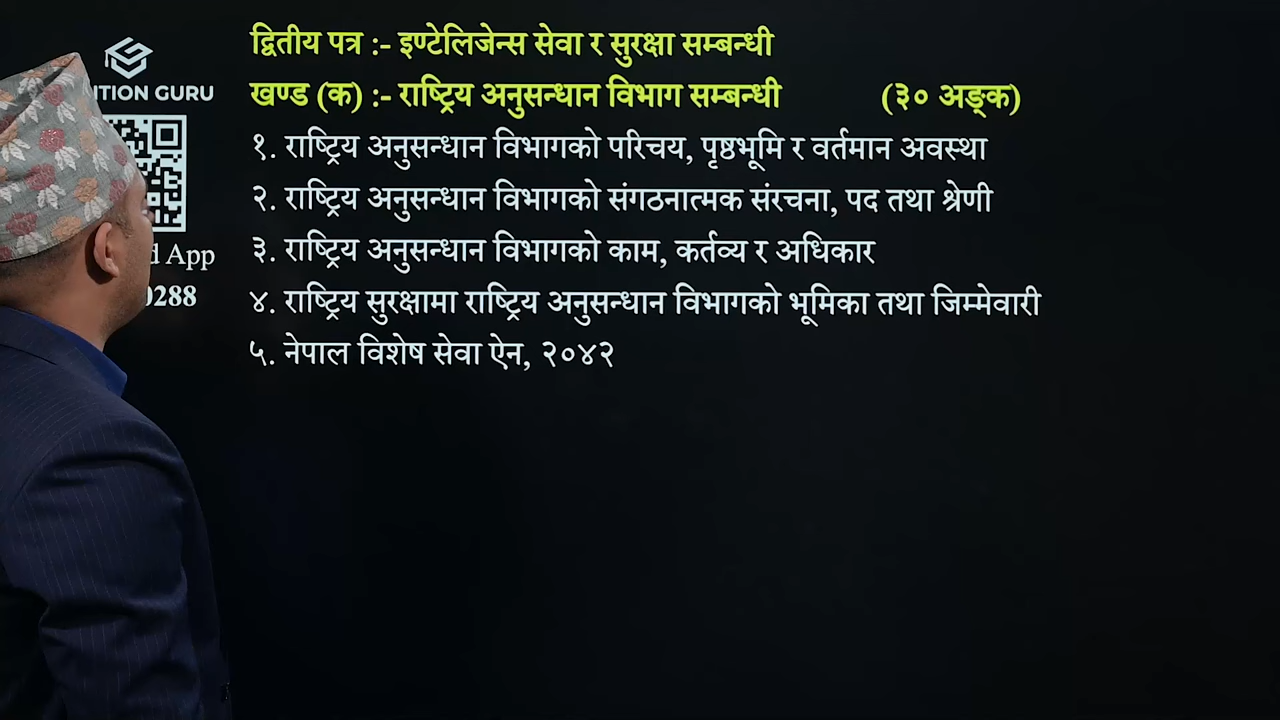 द्वितीय पत्र :- इण्टेलिजेन्स सेवा र सुरक्षा सम्बन्धी
खण्ड (क) :- राष्ट्रिय अनुसन्धान विभाग सम्बन्धी (३० अङ्क)
१. राष्ट्रिय अनुसन्धान विभागको परिचय, पृष्ठभूमि र वर्तमान अवस्था
२. राष्ट्रिय अनुसन्धान विभागको संगठनात्मक संरचना, पद तथा श्रेणी
३. राष्ट्रिय अनुसन्धान विभागको काम, कर्तव्य र अधिकार
४. राष्ट्रिय सुरक्षामा राष्ट्रिय अनुसन्धान विभागको भूमिका तथा जिम्मेवारी
५. नेपाल विशेष सेवा ऐन, २०४२
GURU
App
0288